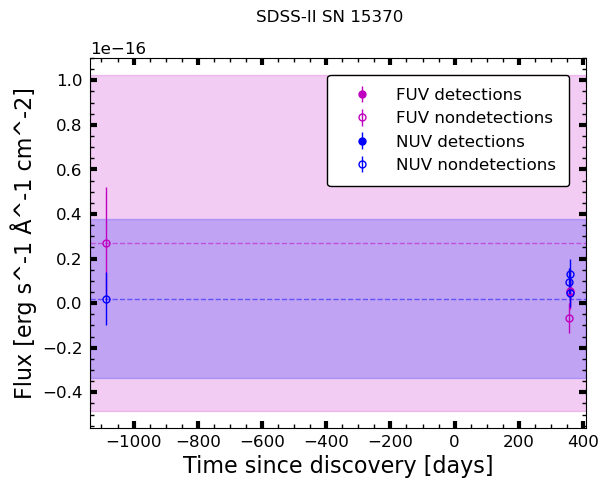 SDSS-II SN 15370
1e−16
FUV detections
FUV nondetections
NUV detections
NUV nondetections
1.0
0.8
0.6
0.4
0.2
0.0
−0.2
−0.4
Flux [erg s^-1 Å^-1 cm^-2]
−1000 −800 −600 −400 −200 0 200 400
Time since discovery [days]